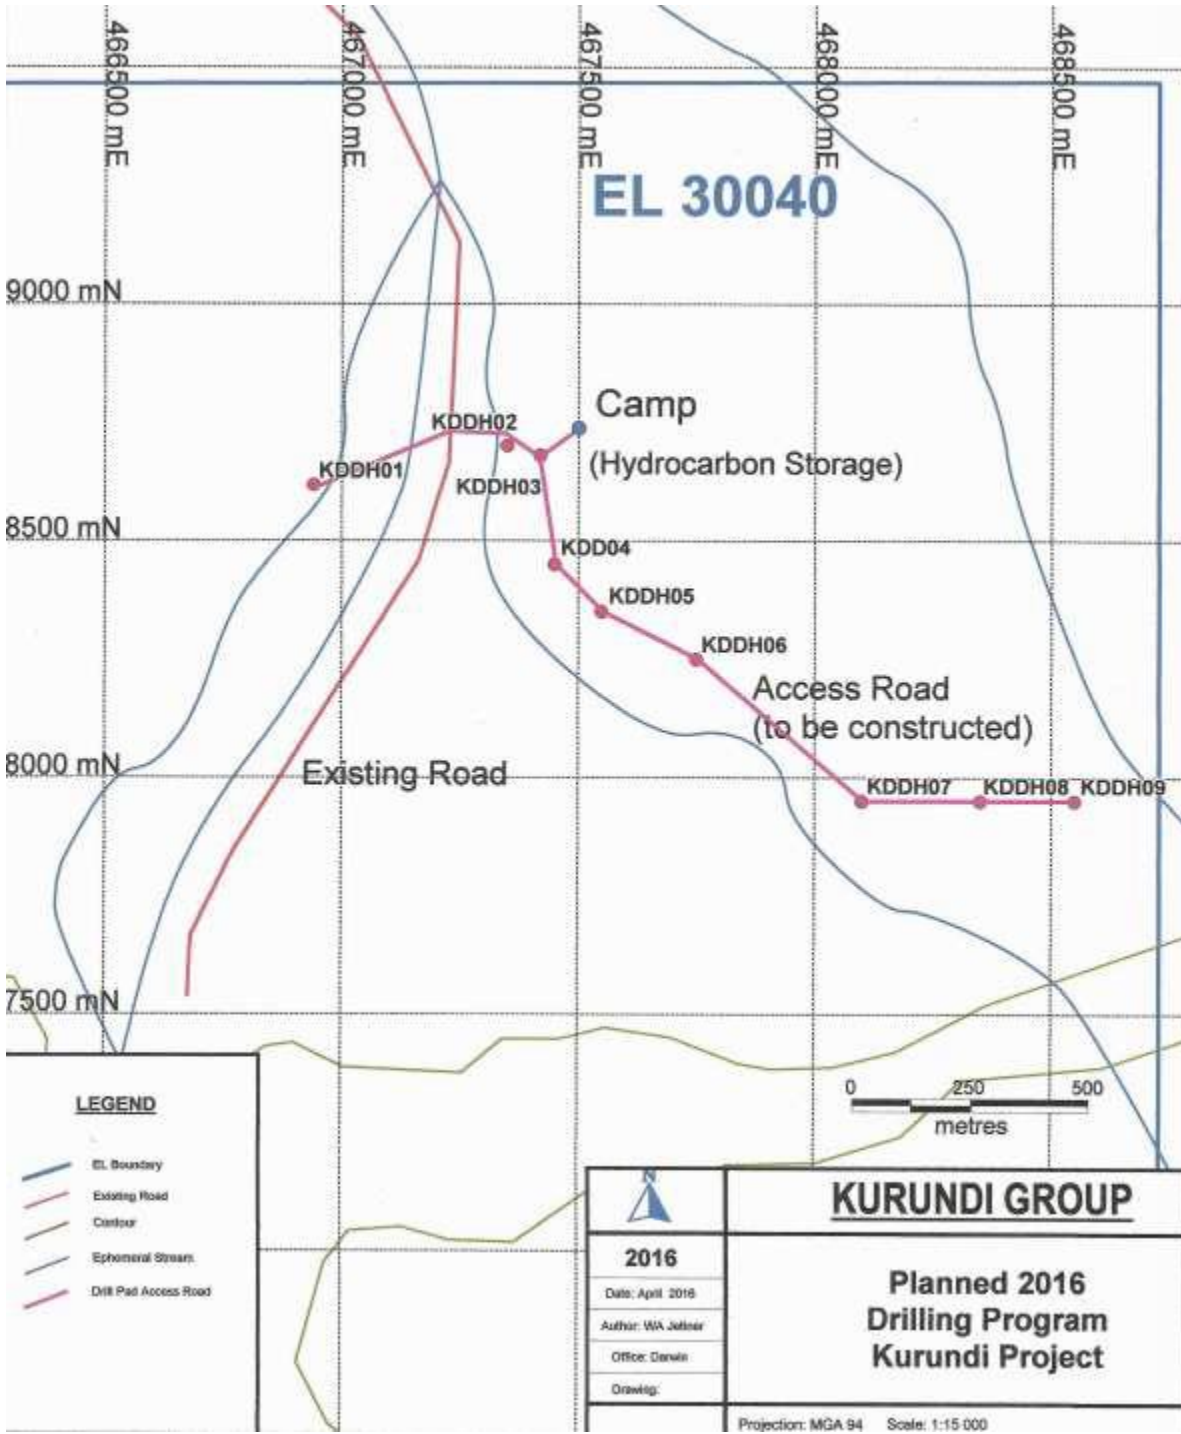 466500 mE
467000 mE
467500 mE
468000 mE
468500 mE
EL 30040
9000 mN
Camp
KDDH02
(Hydrocarbon Storage)
KDDH01
KDDH03
8500 mN
KDD04
KDDH05
KDDH06
Access Road
(to be constructed)
8000 mN
Existing Road
KDDH07
KDDH08
KDDH09
7500 mN
0 250 500
metres
LEGEND
EL Boundary
Existing Road
Contour
Ephemeral Stream
Drill Pad Access Road
N
KURUNDI GROUP
2016
Date: April 2016
Author: WA Jettner
Office: Darwin
Drawing:
Planned 2016
Drilling Program
Kurundi Project
Projection: MGA 94 Scale: 1:15 000